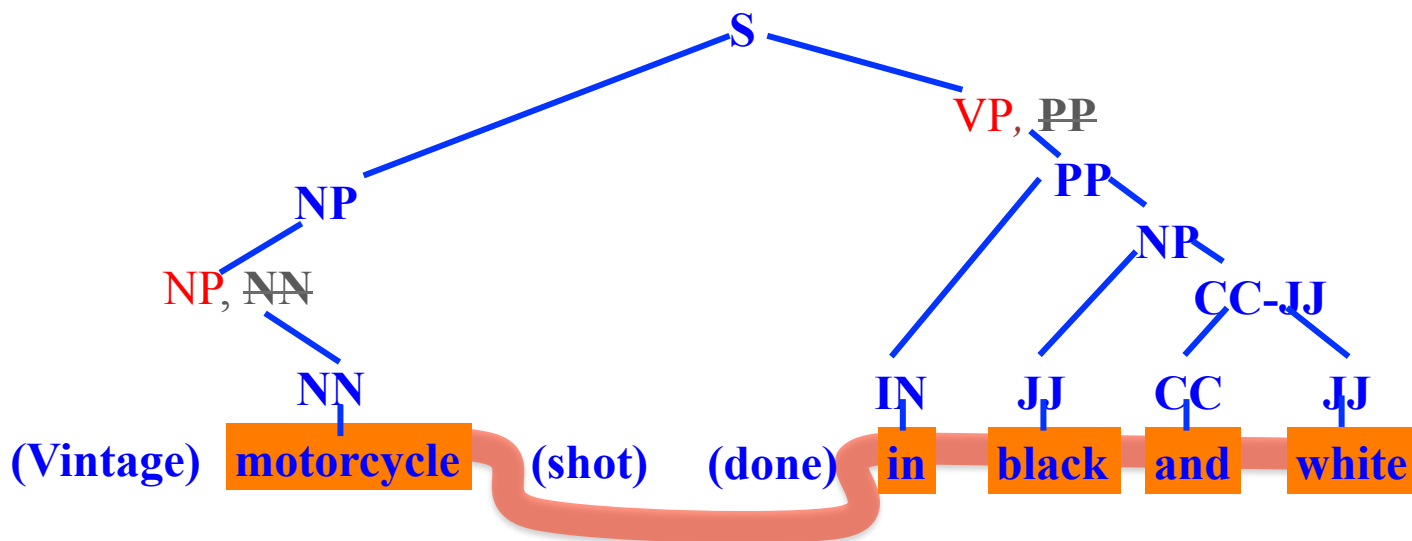 S
VP, PP
PP
NP
NP
NP, NN
CC-JJ
NN IN JJ CC JJ
(Vintage) motorcycle (shot) (done) in black and white